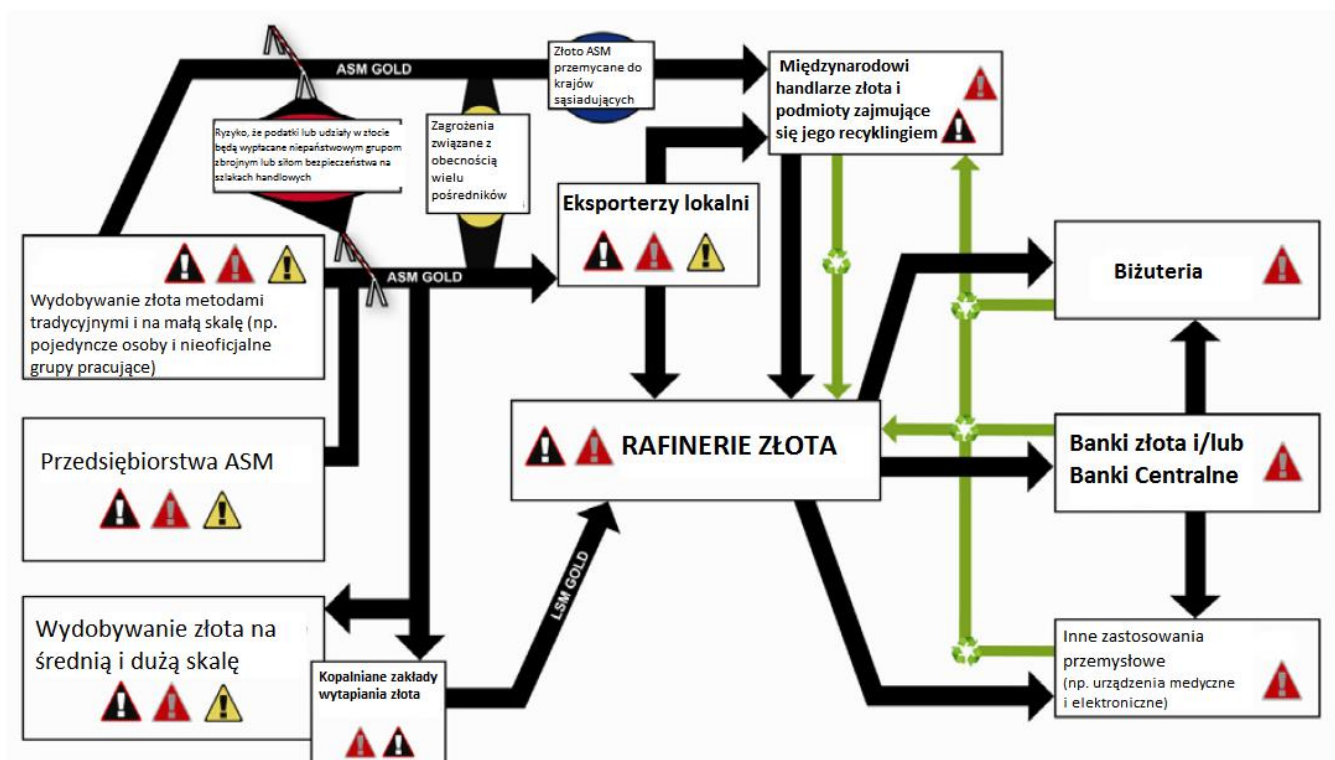 ASM GOLD
Złoto ASM
przemycane do
krajów
sąsiadujących
Międzynarodowi
handlarze złota i
podmioty zajmujące
się jego recyklingiem
Ryzyko, że podatki lub udziały w złocie
będą wypłacane niepaństwowym grupom
zbrojnym lub siłom bezpieczeństwa na
szlakach handlowych
Zagrożenia
związane z
obecnością
wielu
pośredników
Eksporterzy lokalni
ASM GOLD
Wydobywanie złota metodami
tradycyjnymi i na małą skalę (np.
pojedyncze osoby i nieoficjalne
grupy pracujące)
Biżuteria
Przedsiębiorstwa ASM
RAFINERIE ZŁOTA
Banki złota i/lub
Banki Centralne
LSM GOLD
Wydobywanie złota na
średnią i dużą skalę
Kopalniane zakłady
wytapiania złota
Inne zastosowania
przemysłowe
(np. urządzenia medyczne
i elektroniczne)